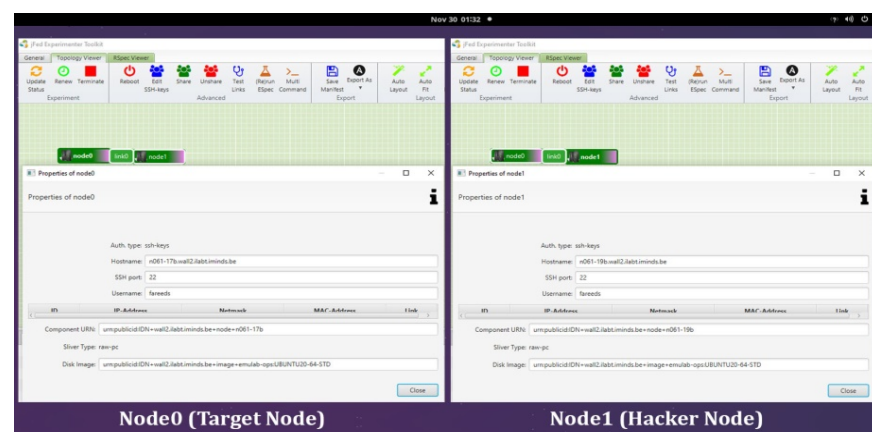 Nov 30 01:32
jFed Experimenter Toolkit
General Topology Viewer RSpec Viewer
Update Status Renew Terminate Reboot Edit SSH-keys Share Unshare Test Links (Re)run ESpec Multi Command Save Manifest Export As Auto Layout Auto Fit
Experiment Advanced Export Layout
node0 link0 node1
Properties of node0
Properties of node0
Auth. type: ssh-keys
Hostname: n061-17b.wall2.ilabt.iminds.be
SSH port: 22
Username: fareeds
ID IP-Address Netmask MAC-Address Link
Component URN: urn:publicid:IDN+wall2.ilabt.iminds.be+node+n061-17b
Sliver Type: raw-pc
Disk Image: urn:publicid:IDN+wall2.ilabt.iminds.be+image+emulab-ops:UBUNTU20-64-STD
Close
Node0 (Target Node)
jFed Experimenter Toolkit
General Topology Viewer RSpec Viewer
Update Status Renew Terminate Reboot Edit SSH-keys Share Unshare Test Links (Re)run ESpec Multi Command Save Manifest Export As Auto Layout Auto Fit
Experiment Advanced Export Layout
node0 link0 node1
Properties of node1
Properties of node1
Auth. type: ssh-keys
Hostname: n061-19b.wall2.ilabt.iminds.be
SSH port: 22
Username: fareeds
ID IP-Address Netmask MAC-Address Link
Component URN: urn:publicid:IDN+wall2.ilabt.iminds.be+node+n061-19b
Sliver Type: raw-pc
Disk Image: urn:publicid:IDN+wall2.ilabt.iminds.be+image+emulab-ops:UBUNTU20-64-STD
Close
Node1 (Hacker Node)